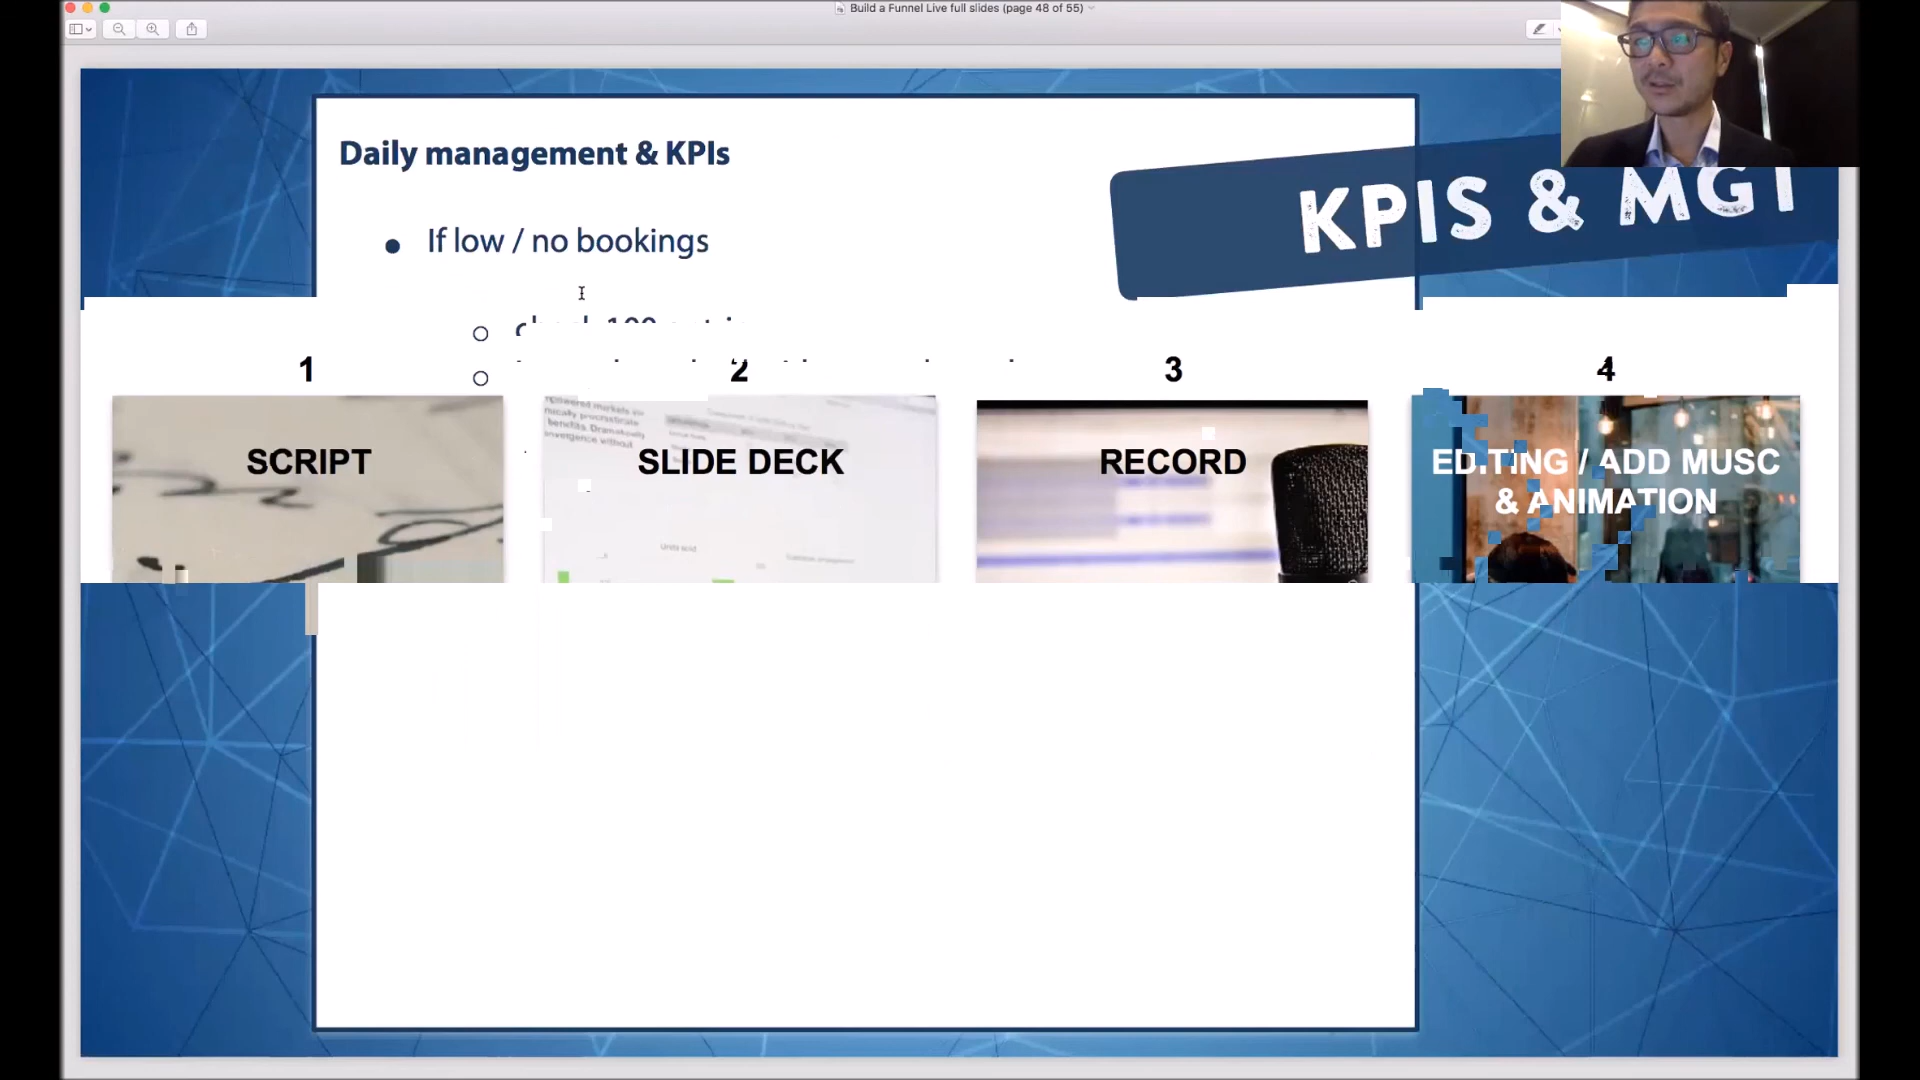 Build a Funnel Live full slides (page 48 of 55)
Daily management & KPIs
KPIS & MGT
If low / no bookings
1
2
3
4
SCRIPT
SLIDE DECK
RECORD
EDITING / ADD MUSC
& ANIMATION